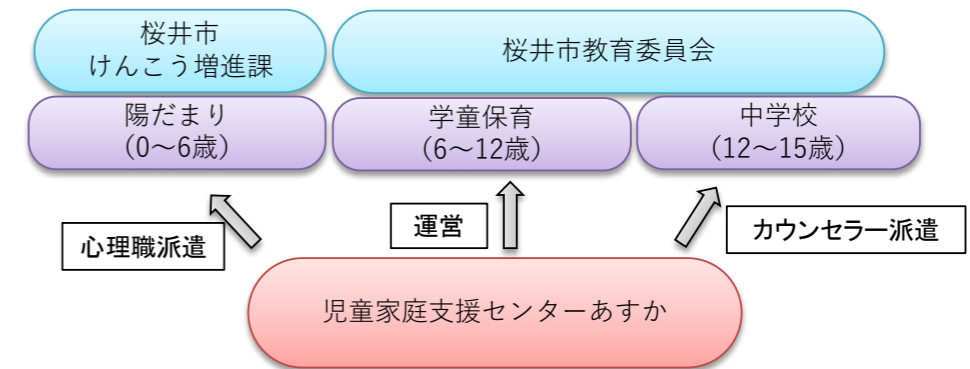 桜井市
けんこう増進課
桜井市教育委員会
陽だまり
(0～6歳)
学童保育
(6～12歳)
中学校
(12～15歳)
心理職派遣
運営
カウンセラー派遣
児童家庭支援センターあすか